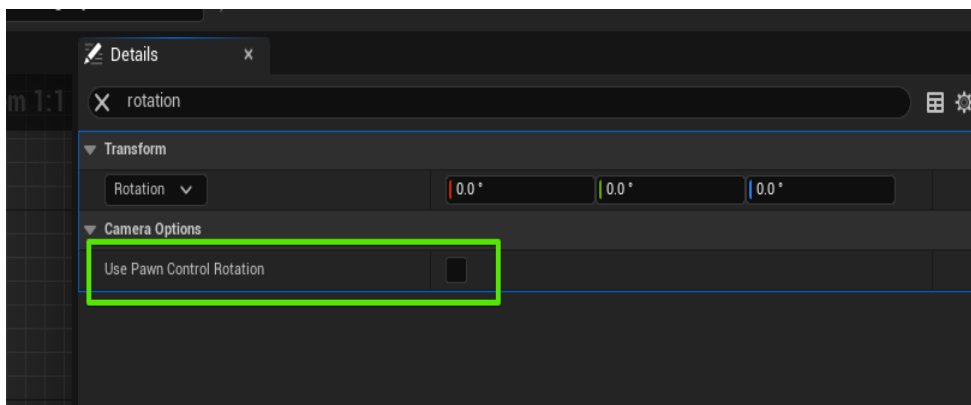 Details
m 1:1
rotation
Transform
Rotation
0.0 °
0.0 °
0.0 °
Camera Options
Use Pawn Control Rotation